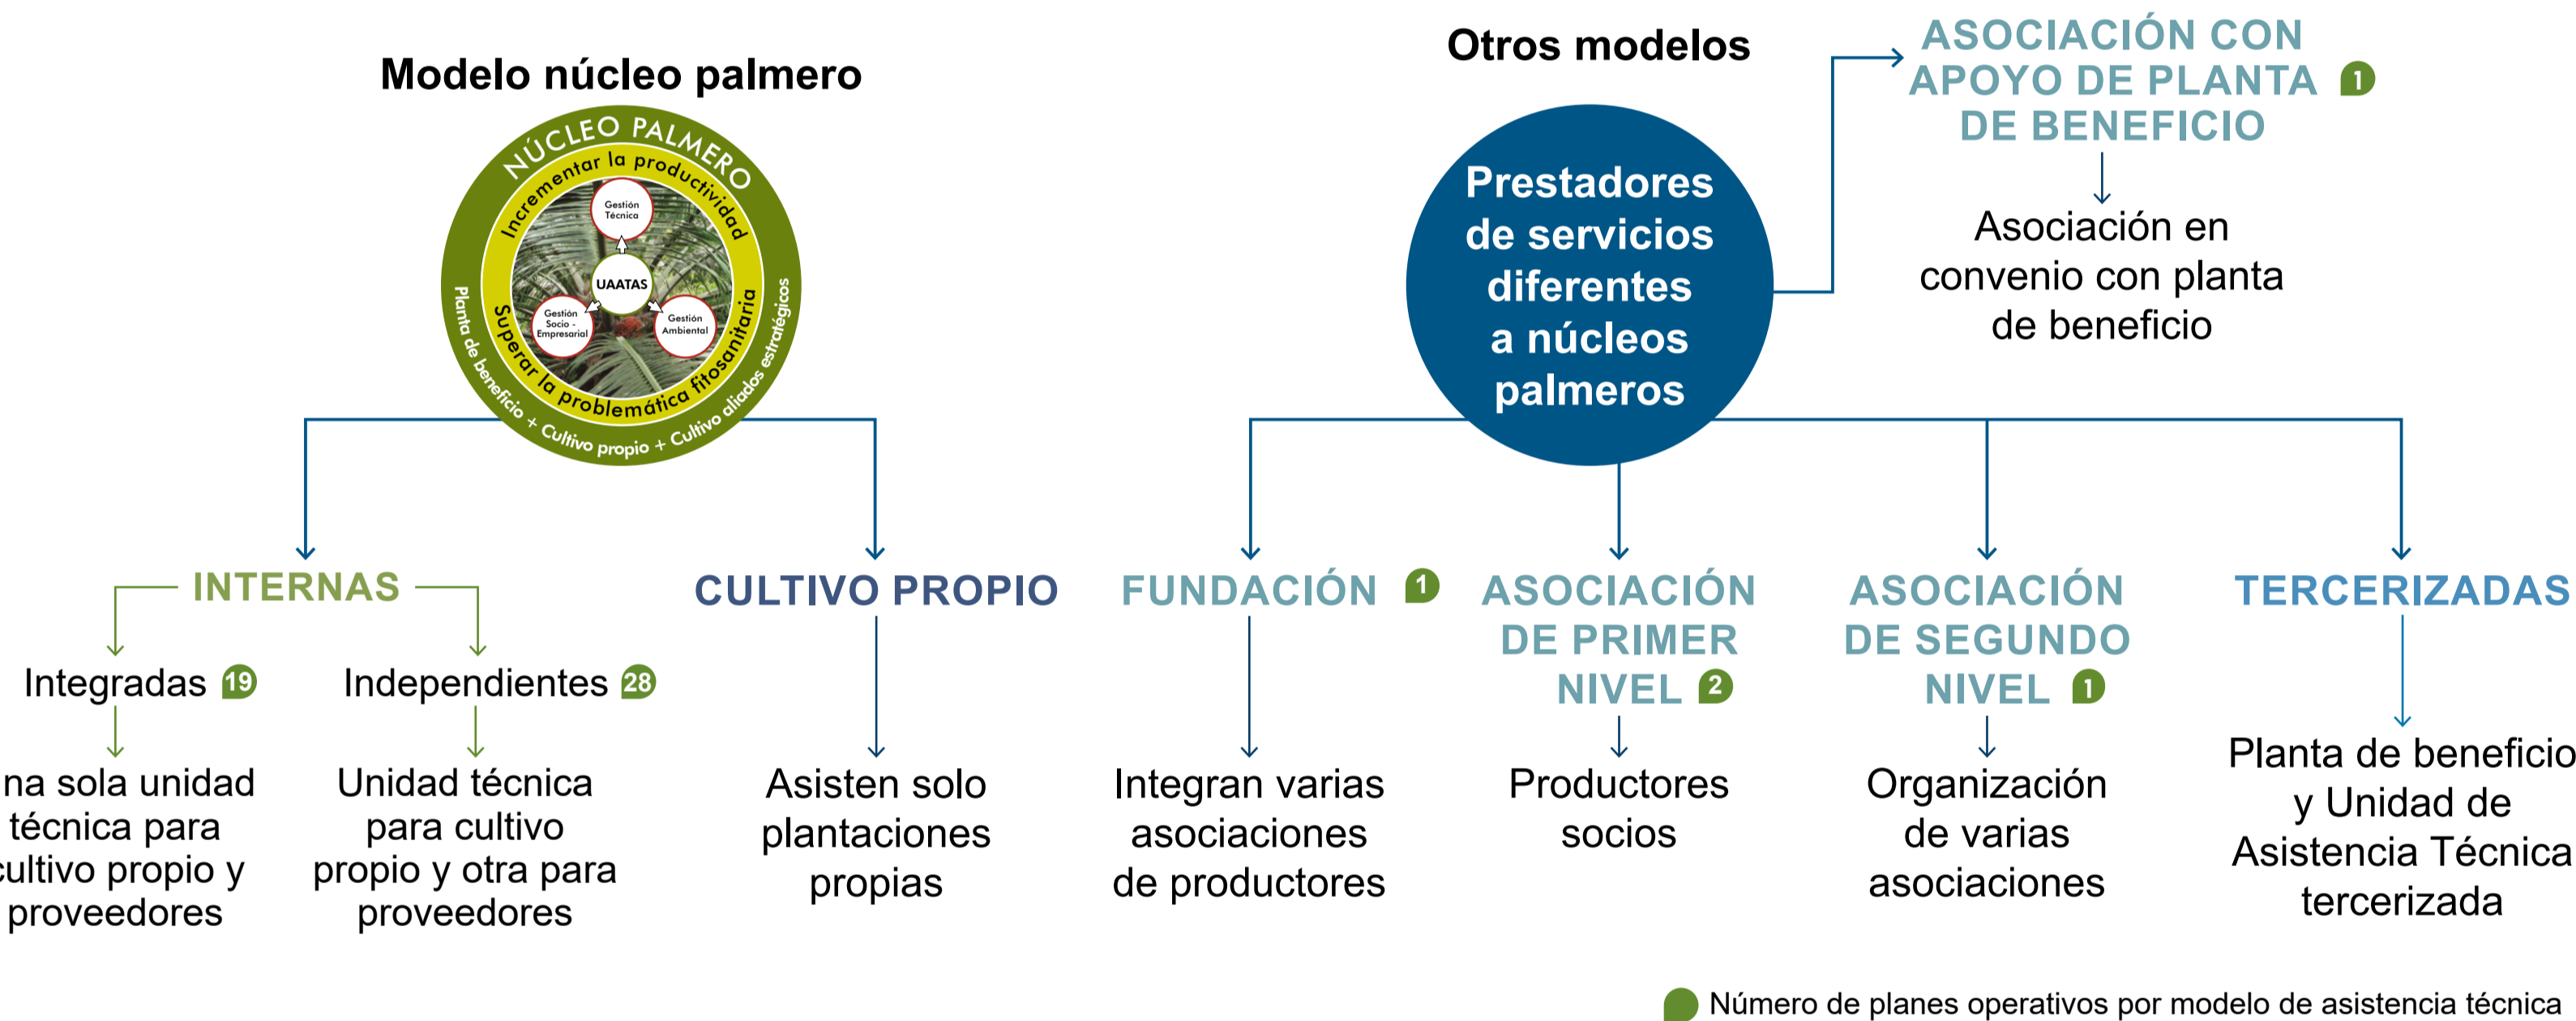 Modelo núcleo palmero
NÚCLEO PALMERO
Incrementar la productividad
Gestión
Técnica
UAATAS
Gestión
Socio -
Empresarial
Gestión
Ambiental
Superar la problemática fitosanitaria
Planta de beneficio + Cultivo propio + Cultivo aliados estratégicos
INTERNAS
Integradas 19
na sola unidad
técnica para
cultivo propio y
proveedores
Independientes 28
Unidad técnica
para cultivo
propio y otra para
proveedores
CULTIVO PROPIO
Asisten solo
plantaciones
propias
Otros modelos
Prestadores
de servicios
diferentes
a núcleos
palmeros
ASOCIACIÓN CON
APOYO DE PLANTA 1
DE BENEFICIO
Asociación en
convenio con planta
de beneficio
FUNDACIÓN 1
Integran varias
asociaciones
de productores
ASOCIACIÓN
DE PRIMER
NIVEL 2
Productores
socios
ASOCIACIÓN
DE SEGUNDO
NIVEL 1
Organización
de varias
asociaciones
TERCERIZADAS
Planta de beneficio
y Unidad de
Asistencia Técnica
tercerizada
Número de planes operativos por modelo de asistencia técnica